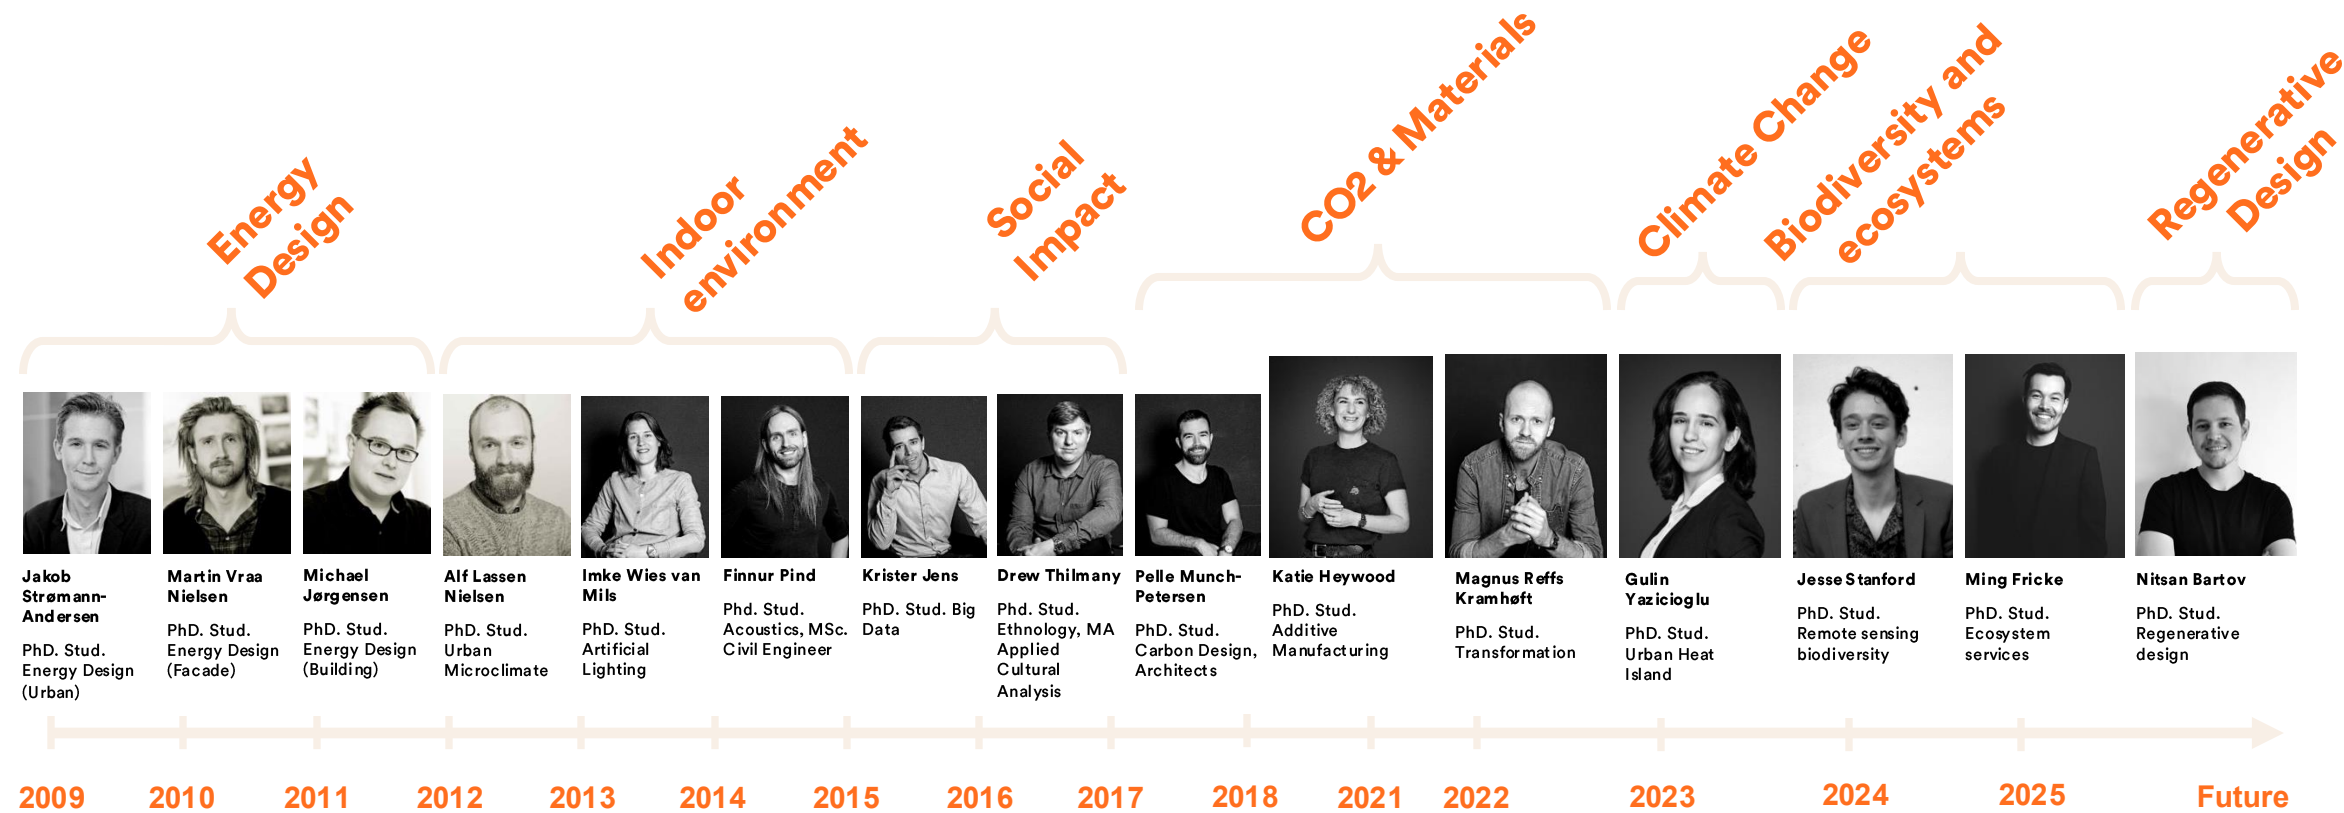 Energy
Design
Indoor
environment
Social
Impact
CO2 & Materials
Climate Change
Biodiversity and
ecosystems
Regenerative
Design
Jakob
Strømann-
Andersen
PhD. Stud.
Energy Design
(Urban)
Martin Vraa
Nielsen
PhD. Stud.
Energy Design
(Facade)
Michael
Jørgensen
PhD. Stud.
Energy Design
(Building)
Alf Lassen
Nielsen
PhD. Stud.
Urban
Microclimate
Imke Wies van
Mils
PhD. Stud.
Artificial
Lighting
Finnur Pind
Phd. Stud.
Acoustics, MSc.
Civil Engineer
Krister Jens
PhD. Stud. Big
Data
Drew Thilmany
Phd. Stud.
Ethnology, MA
Applied
Cultural
Analysis
Pelle Munch-
Petersen
PhD. Stud.
Carbon Design,
Architects
Katie Heywood
PhD. Stud.
Additive
Manufacturing
Magnus Reffs
Kramhøft
PhD. Stud.
Transformation
Gulin
Yazicioglu
PhD. Stud.
Urban Heat
Island
Jesse Stanford
PhD. Stud.
Remote sensing
biodiversity
Ming Fricke
PhD. Stud.
Ecosystem
services
Nitsan Bartov
PhD. Stud.
Regenerative
design
2009 2010 2011 2012 2013 2014 2015 2016 2017 2018 2021 2022 2023 2024 2025 Future